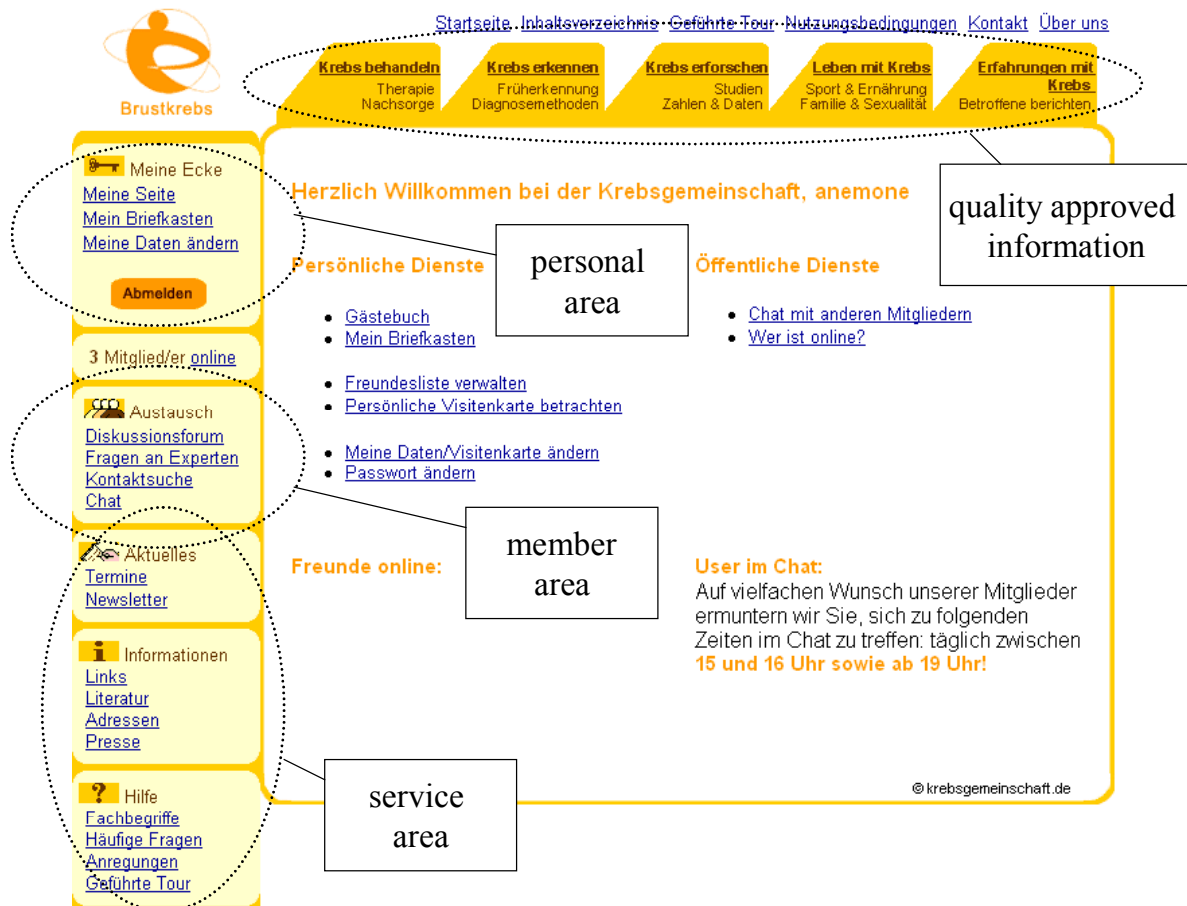 Startseite Inhaltsverzeichnis Geführte Tour Nutzungsbedingungen Kontakt Über uns
Brustkrebs
Krebs behandeln
Therapie
Nachsorge
Krebs erkennen
Früherkennung
Diagnosemethoden
Krebs erforschen
Studien
Zahlen & Daten
Leben mit Krebs
Sport & Ernährung
Familie & Sexualität
Erfahrungen mit
Krebs
Betroffene berichten
quality approved
information
Meine Ecke
Meine Seite
Mein Briefkasten
Meine Daten ändern
Abmelden
3 Mitglied/er online
Austausch
Diskussionsforum
Fragen an Experten
Kontaktsuche
Chat
Aktuelles
Termine
Newsletter
i Informationen
Links
Literatur
Adressen
Presse
? Hilfe
Fachbegriffe
Häufige Fragen
Anregungen
Geführte Tour
Herzlich Willkommen bei der Krebsgemeinschaft, anemone
personal
area
Persönliche Dienste
• Gästebuch
• Mein Briefkasten
• Freundesliste verwalten
• Persönliche Visitenkarte betrachten
• Meine Daten/Visitenkarte ändern
• Passwort ändern
Öffentliche Dienste
• Chat mit anderen Mitgliedern
• Wer ist online?
member
area
Freunde online:
User im Chat:
Auf vielfachen Wunsch unserer Mitglieder
ermuntern wir Sie, sich zu folgenden
Zeiten im Chat zu treffen: täglich zwischen
15 und 16 Uhr sowie ab 19 Uhr!
service
area
© krebsgemeinschaft.de